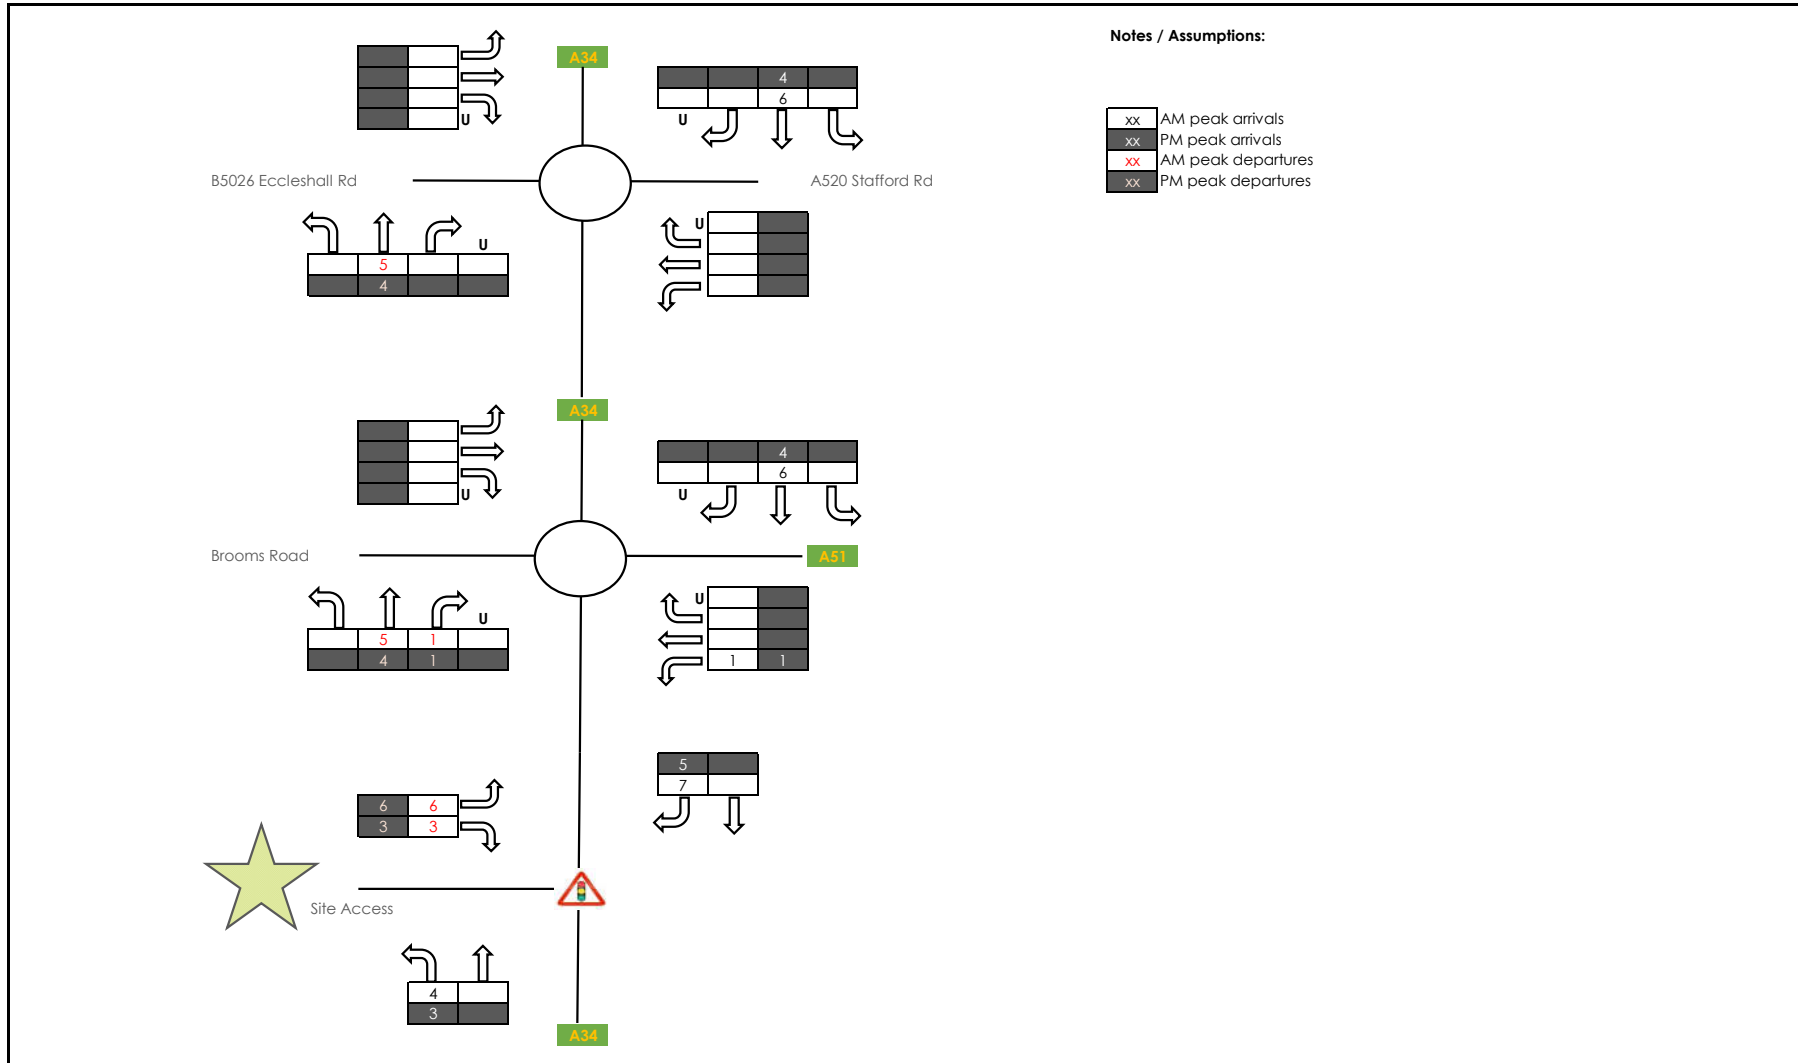 Notes / Assumptions:
A34
4
6
U
U
xx AM peak arrivals
xx PM peak arrivals
xx AM peak departures
xx PM peak departures
B5026 Eccleshall Rd
A520 Stafford Rd
U
U
5
4
A34
4
6
U
U
Brooms Road
A51
U
U
5 1
4 1
1 1
5
7
6 6
3 3
Site Access
4
3
A34